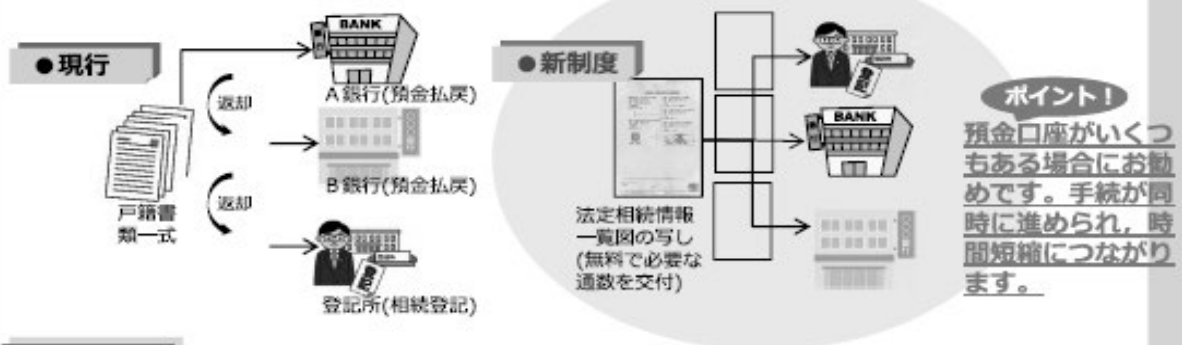 ●現行
BANK
A銀行(預金払戻)
返却
B銀行(預金払戻)
返却
戸籍書
類一式
登記所(相続登記)
●新制度
BANK
法定相続情報
一覧図の写し
(無料で必要な
通数を交付)
ポイント!
預金口座がいくつ
もある場合にお勧
めです。手続が同
時に進められ,時
間短縮につながり
ます。